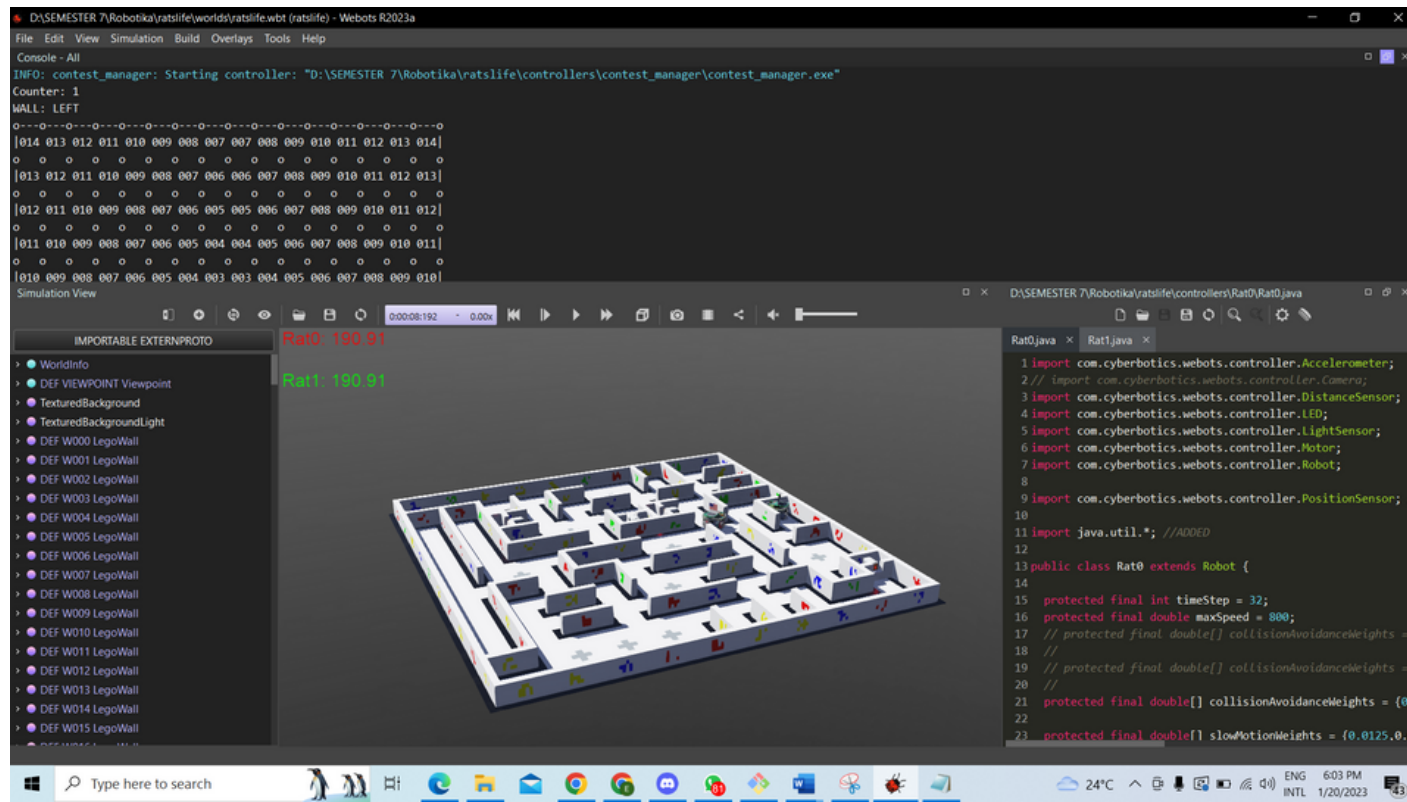 D:\SEMESTER 7\Robotika\ratslife\worlds\ratslife.wbt (ratslife) - Webots R2023a
File Edit View Simulation Build Overlays Tools Help
Console - All
INFO: contest_manager: Starting controller: "D:\SEMESTER 7\Robotika\ratslife\controllers\contest_manager\contest_manager.exe"
Counter: 1
WALL: LEFT
o---o---o---o---o---o---o---o---o---o---o---o---o---o---o---o---o
|014 013 012 011 010 009 008 007 007 008 009 010 011 012 013 014|
o   o   o   o   o   o   o   o   o   o   o   o   o   o   o   o   o
|013 012 011 010 009 008 007 006 006 007 008 009 010 011 012 013|
o   o   o   o   o   o   o   o   o   o   o   o   o   o   o   o   o
|012 011 010 009 008 007 006 005 005 006 007 008 009 010 011 012|
o   o   o   o   o   o   o   o   o   o   o   o   o   o   o   o   o
|011 010 009 008 007 006 005 004 004 005 006 007 008 009 010 011|
o   o   o   o   o   o   o   o   o   o   o   o   o   o   o   o   o
|010 009 008 007 006 005 004 003 003 004 005 006 007 008 009 010|
Simulation View
0:00:08:192 - 0.00x
IMPORTABLE EXTERNPROTO
WorldInfo
DEF VIEWPOINT Viewpoint
TexturedBackground
TexturedBackgroundLight
DEF W000 LegoWall
DEF W001 LegoWall
DEF W002 LegoWall
DEF W003 LegoWall
DEF W004 LegoWall
DEF W005 LegoWall
DEF W006 LegoWall
DEF W007 LegoWall
DEF W008 LegoWall
DEF W009 LegoWall
DEF W010 LegoWall
DEF W011 LegoWall
DEF W012 LegoWall
DEF W013 LegoWall
DEF W014 LegoWall
DEF W015 LegoWall
Rat0: 190.91
Rat1: 190.91
D:\SEMESTER 7\Robotika\ratslife\controllers\Rat0\Rat0.java
Rat0.java × Rat1.java ×
1 import com.cyberbotics.webots.controller.Accelerometer;
2 // import com.cyberbotics.webots.controller.Camera;
3 import com.cyberbotics.webots.controller.DistanceSensor;
4 import com.cyberbotics.webots.controller.LED;
5 import com.cyberbotics.webots.controller.LightSensor;
6 import com.cyberbotics.webots.controller.Motor;
7 import com.cyberbotics.webots.controller.Robot;
8
9 import com.cyberbotics.webots.controller.PositionSensor;
10
11 import java.util.*; //ADDED
12
13 public class Rat0 extends Robot {
14
15 protected final int timeStep = 32;
16 protected final double maxSpeed = 800;
17 // protected final double[] collisionAvoidanceWeights =
18 //
19 // protected final double[] collisionAvoidanceWeights =
20 //
21 protected final double[] collisionAvoidanceWeights = {0
22
23 protected final double[] slowMotionWeights = {0.0125,0.
Type here to search
81
24°C
ENG
INTL
6:03 PM
1/20/2023
43